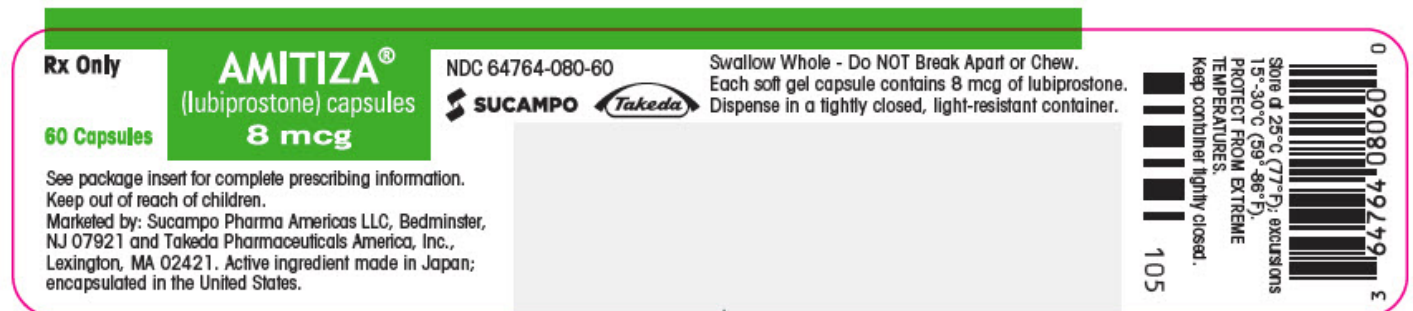 Rx Only
60 Capsules
AMITIZA®
(lubiprostone) capsules
8 mcg
NDC 64764-080-60
SUCAMPO
Takeda
Swallow Whole - Do NOT Break Apart or Chew.
Each soft gel capsule contains 8 mcg of lubiprostone.
Dispense in a tightly closed, light-resistant container.
See package insert for complete prescribing information.
Keep out of reach of children.
Marketed by: Sucampo Pharma Americas LLC, Bedminster,
NJ 07921 and Takeda Pharmaceuticals America, Inc.,
Lexington, MA 02421. Active ingredient made in Japan;
encapsulated in the United States.
105
Store at 25°C (77°F); excursions
15°-30°C (59°-86°F).
PROTECT FROM EXTREME
TEMPERATURES.
Keep container tightly closed.
3 64764 08060 0